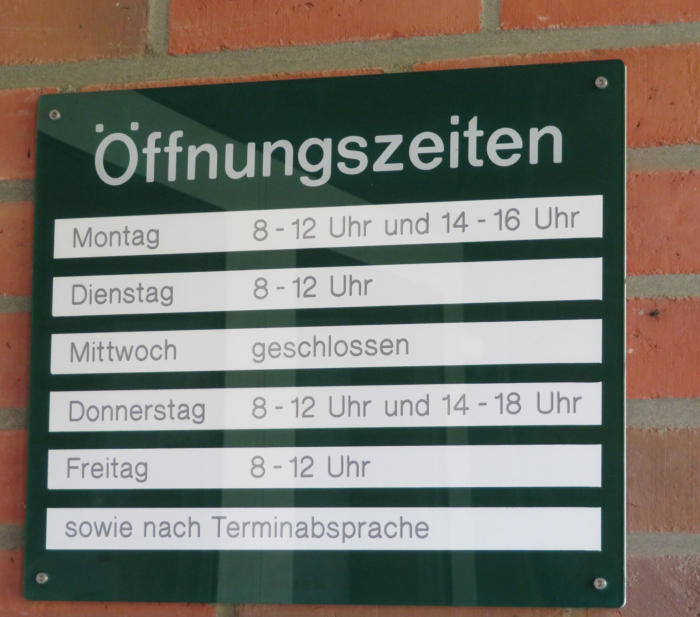 Öffnungszeiten
Montag 8-12 Uhr und 14-16 Uhr
Dienstag 8-12 Uhr
Mittwoch geschlossen
Donnerstag 8-12 Uhr und 14-18 Uhr
Freitag 8-12 Uhr
sowie nach Terminabsprache